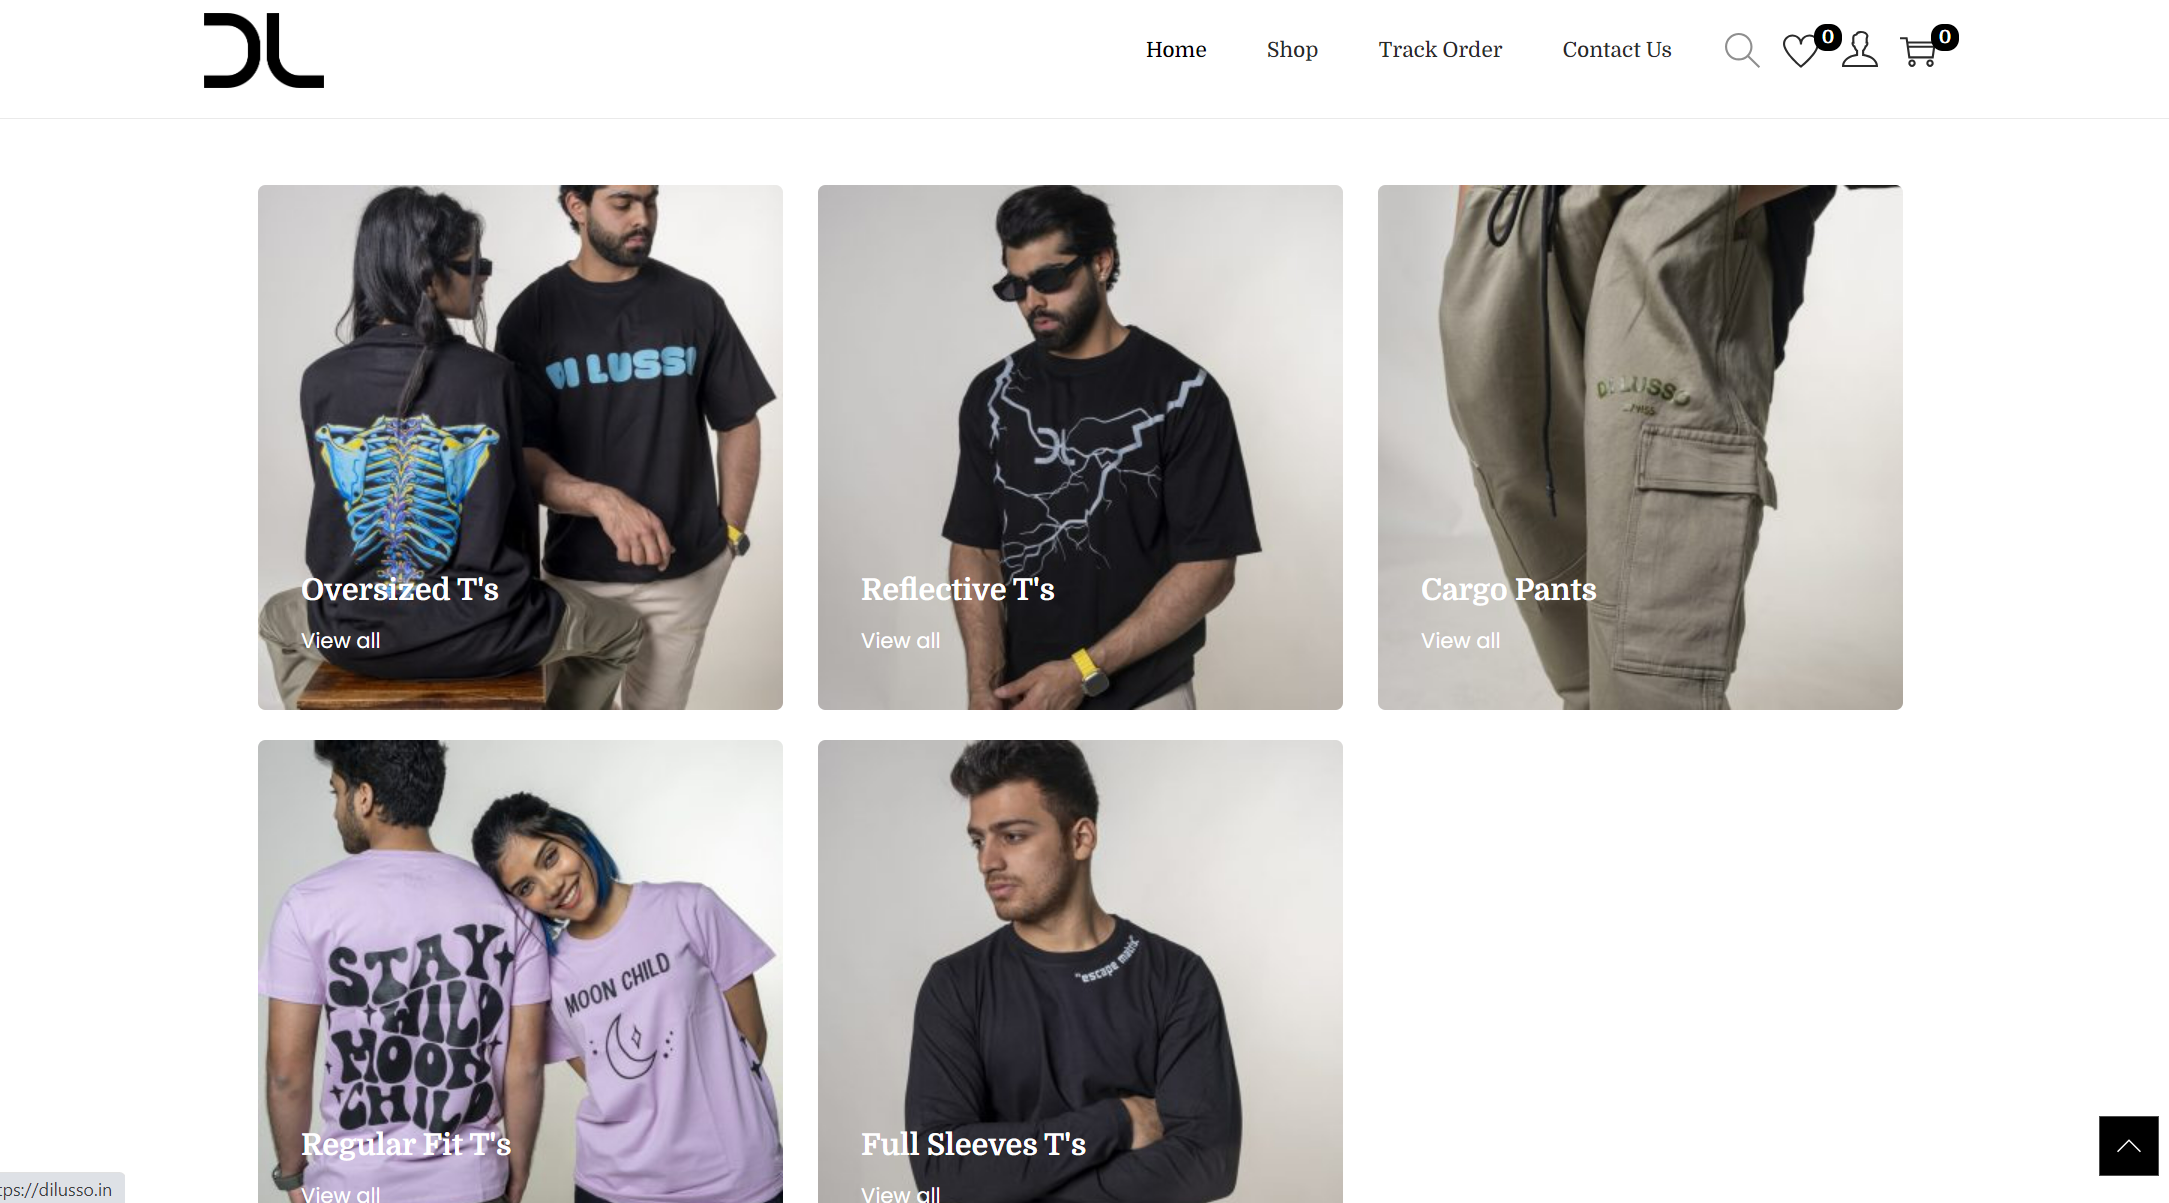 DL
Home
Shop
Track Order
Contact Us
0
0
DI LUSSO
Oversized T's
View all
DL
Reflective T's
View all
DI LUSSO
Cargo Pants
View all
STAY
WILD
MOON
CHILD
MOON CHILD
Regular Fit T's
View all
"escape matrix"
Full Sleeves T's
View all
tps://dilusso.in